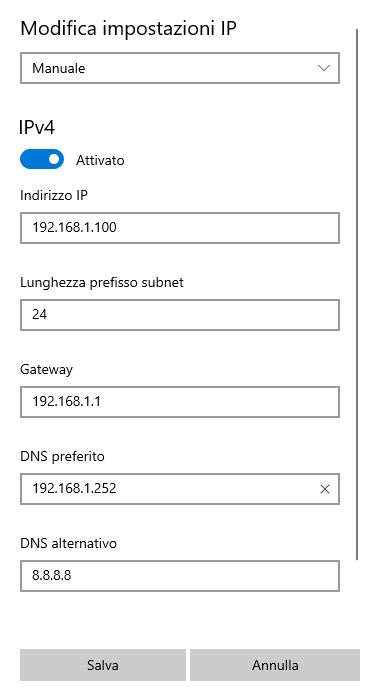 Modifica impostazioni IP
Manuale
IPv4
Attivato
Indirizzo IP
192.168.1.100
Lunghezza prefisso subnet
24
Gateway
192.168.1.1
DNS preferito
192.168.1.252
DNS alternativo
8.8.8.8
Salva Annulla